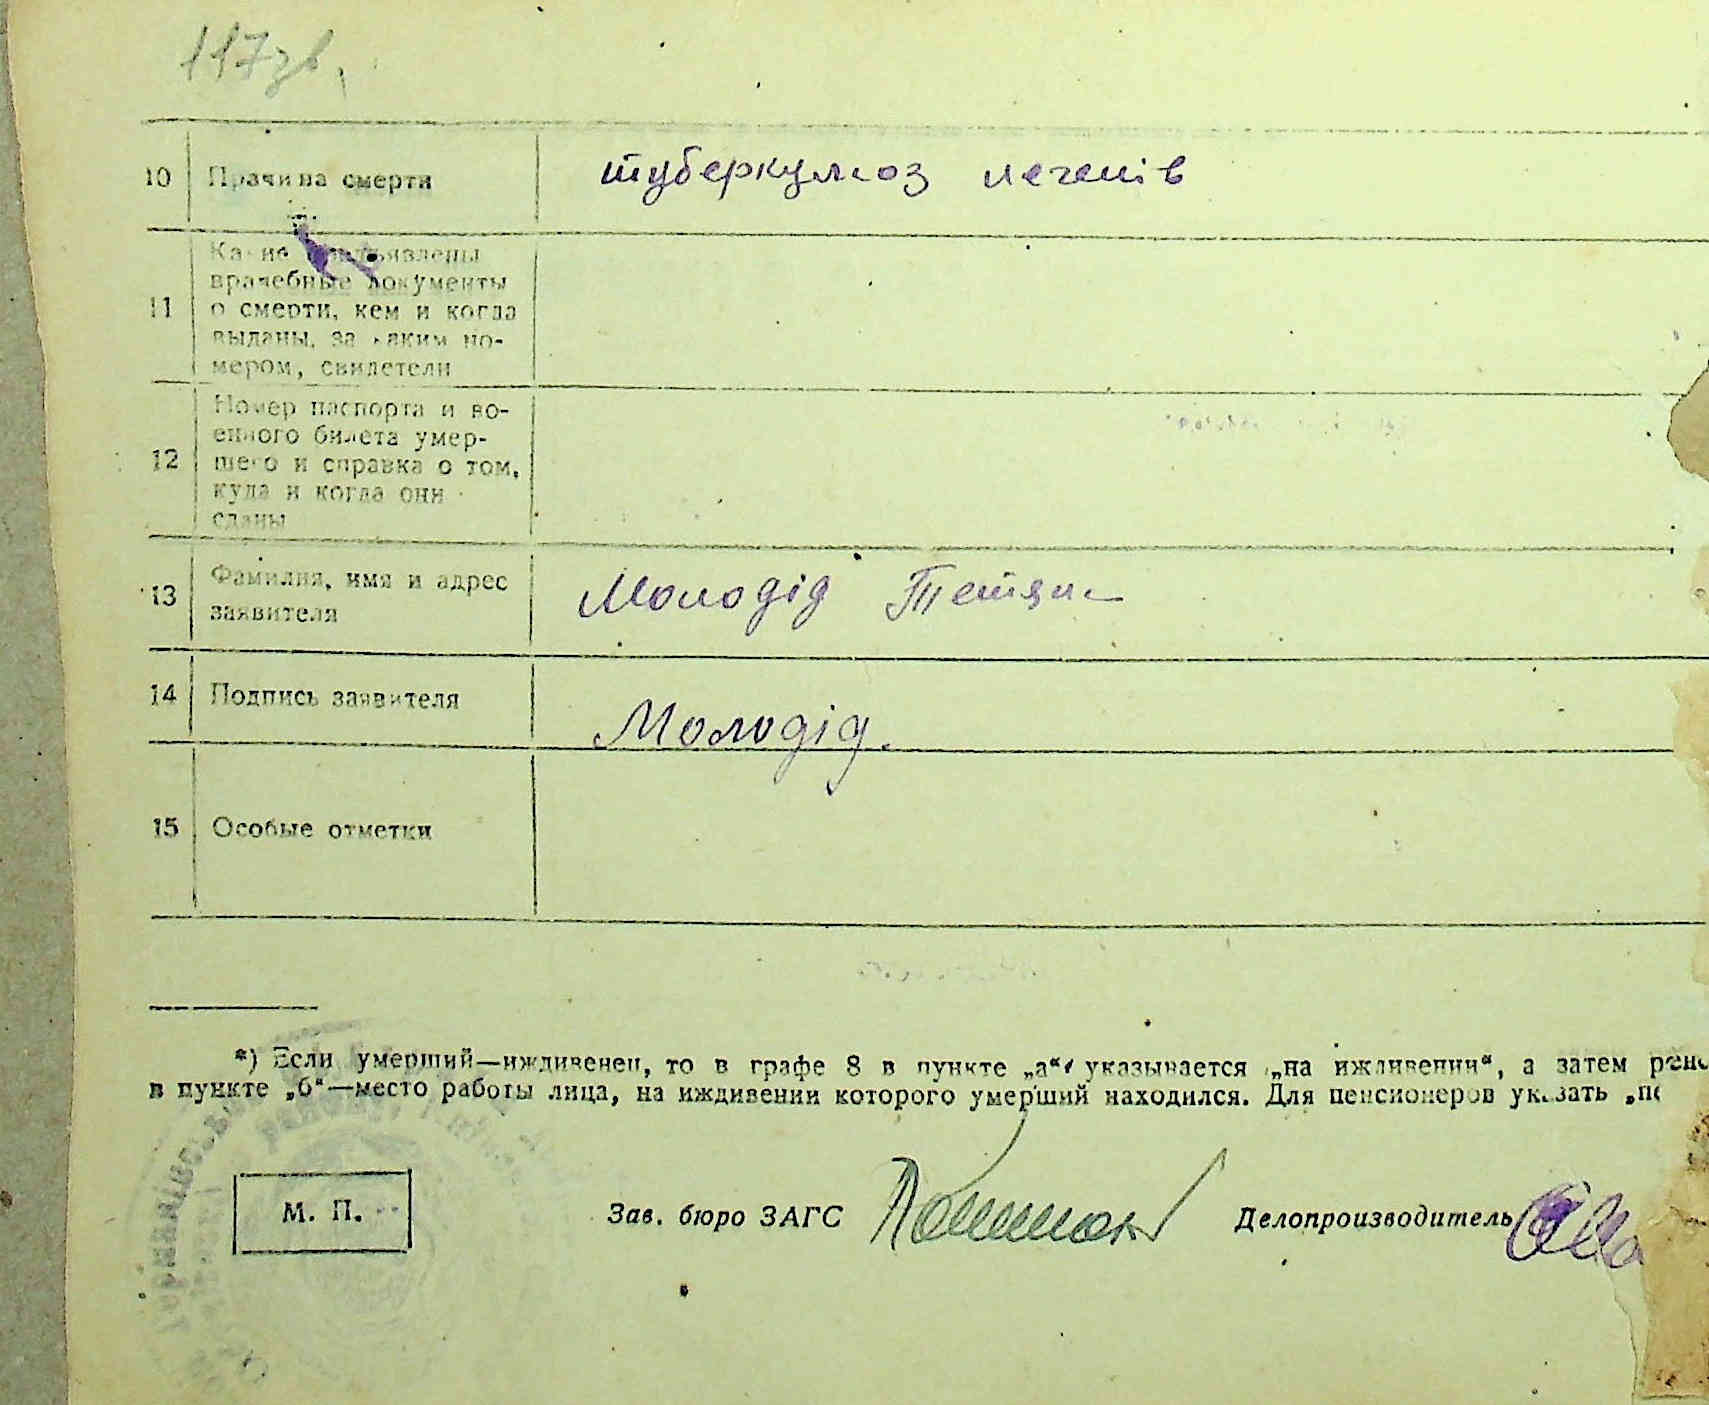 117зв.
10 Причина смерти туберкульоз легенів
Какие предъявлены
врачебные документы
11 о смерти, кем и когда
выданы, за каким но-
мером, свидетели
Номер паспорта и во-
енного билета умер-
12 шего и справка о том,
куда и когда они
сданы
13 Фамилия, имя и адрес
заявителя
Молодід Тетяна
14 Подпись заявителя Молодід.
15 Особые отметки
*) Если умерший—иждивенец, то в графе 8 в пункте „а“ указывается „на иждивении“, а затем
в пункте „б“—место работы лица, на иждивении которого умерший находился. Для пенсионеров указать
М. П. Зав. бюро ЗАГС Делопроизводитель